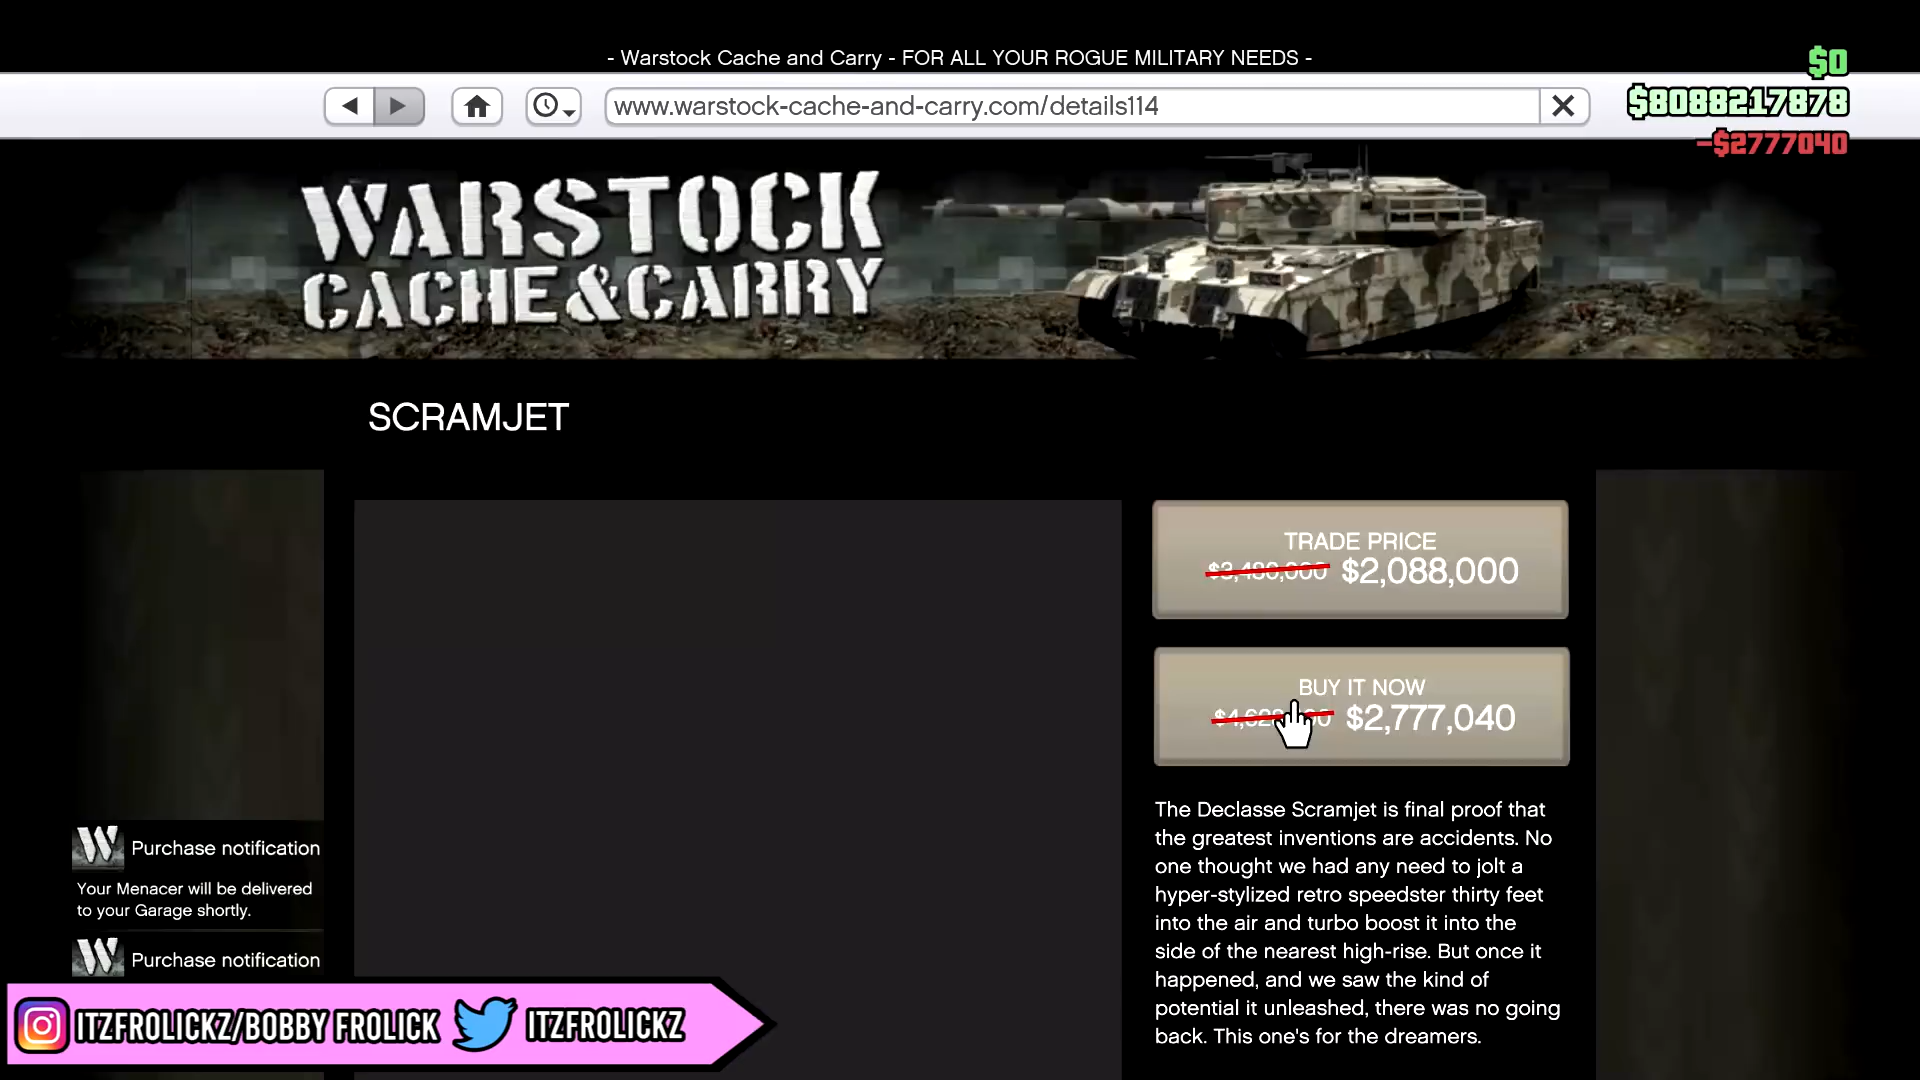 - Warstock Cache and Carry - FOR ALL YOUR ROGUE MILITARY NEEDS -
$0
www.warstock-cache-and-carry.com/details114
$8088217878
-$2777040
WARSTOCK
CACHE & CARRY
SCRAMJET
TRADE PRICE
$3,480,000 $2,088,000
BUY IT NOW
$2,777,040
The Declasse Scramjet is final proof that
the greatest inventions are accidents. No
one thought we had any need to jolt a
hyper-stylized retro speedster thirty feet
into the air and turbo boost it into the
side of the nearest high-rise. But once it
happened, and we saw the kind of
potential it unleashed, there was no going
back. This one's for the dreamers.
W Purchase notification
Your Menacer will be delivered
to your Garage shortly.
W Purchase notification
ITZFROLICKZ/BOBBY FROLICK ITZFROLICKZ